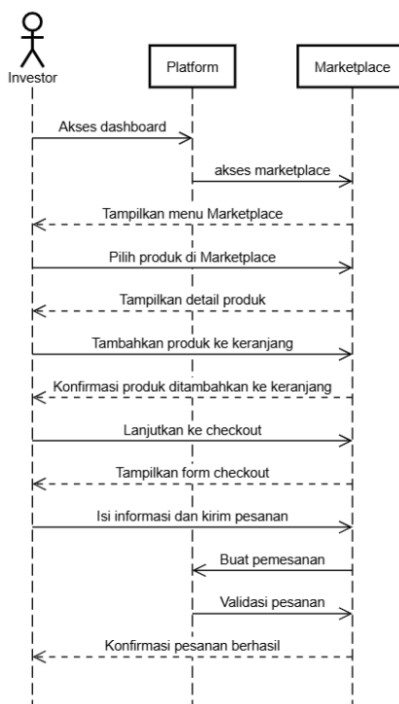 Investor
Platform
Marketplace
Akses dashboard
akses marketplace
Tampilkan menu Marketplace
Pilih produk di Marketplace
Tampilkan detail produk
Tambahkan produk ke keranjang
Konfirmasi produk ditambahkan ke keranjang
Lanjutkan ke checkout
Tampilkan form checkout
Isi informasi dan kirim pesanan
Buat pemesanan
Validasi pesanan
Konfirmasi pesanan berhasil